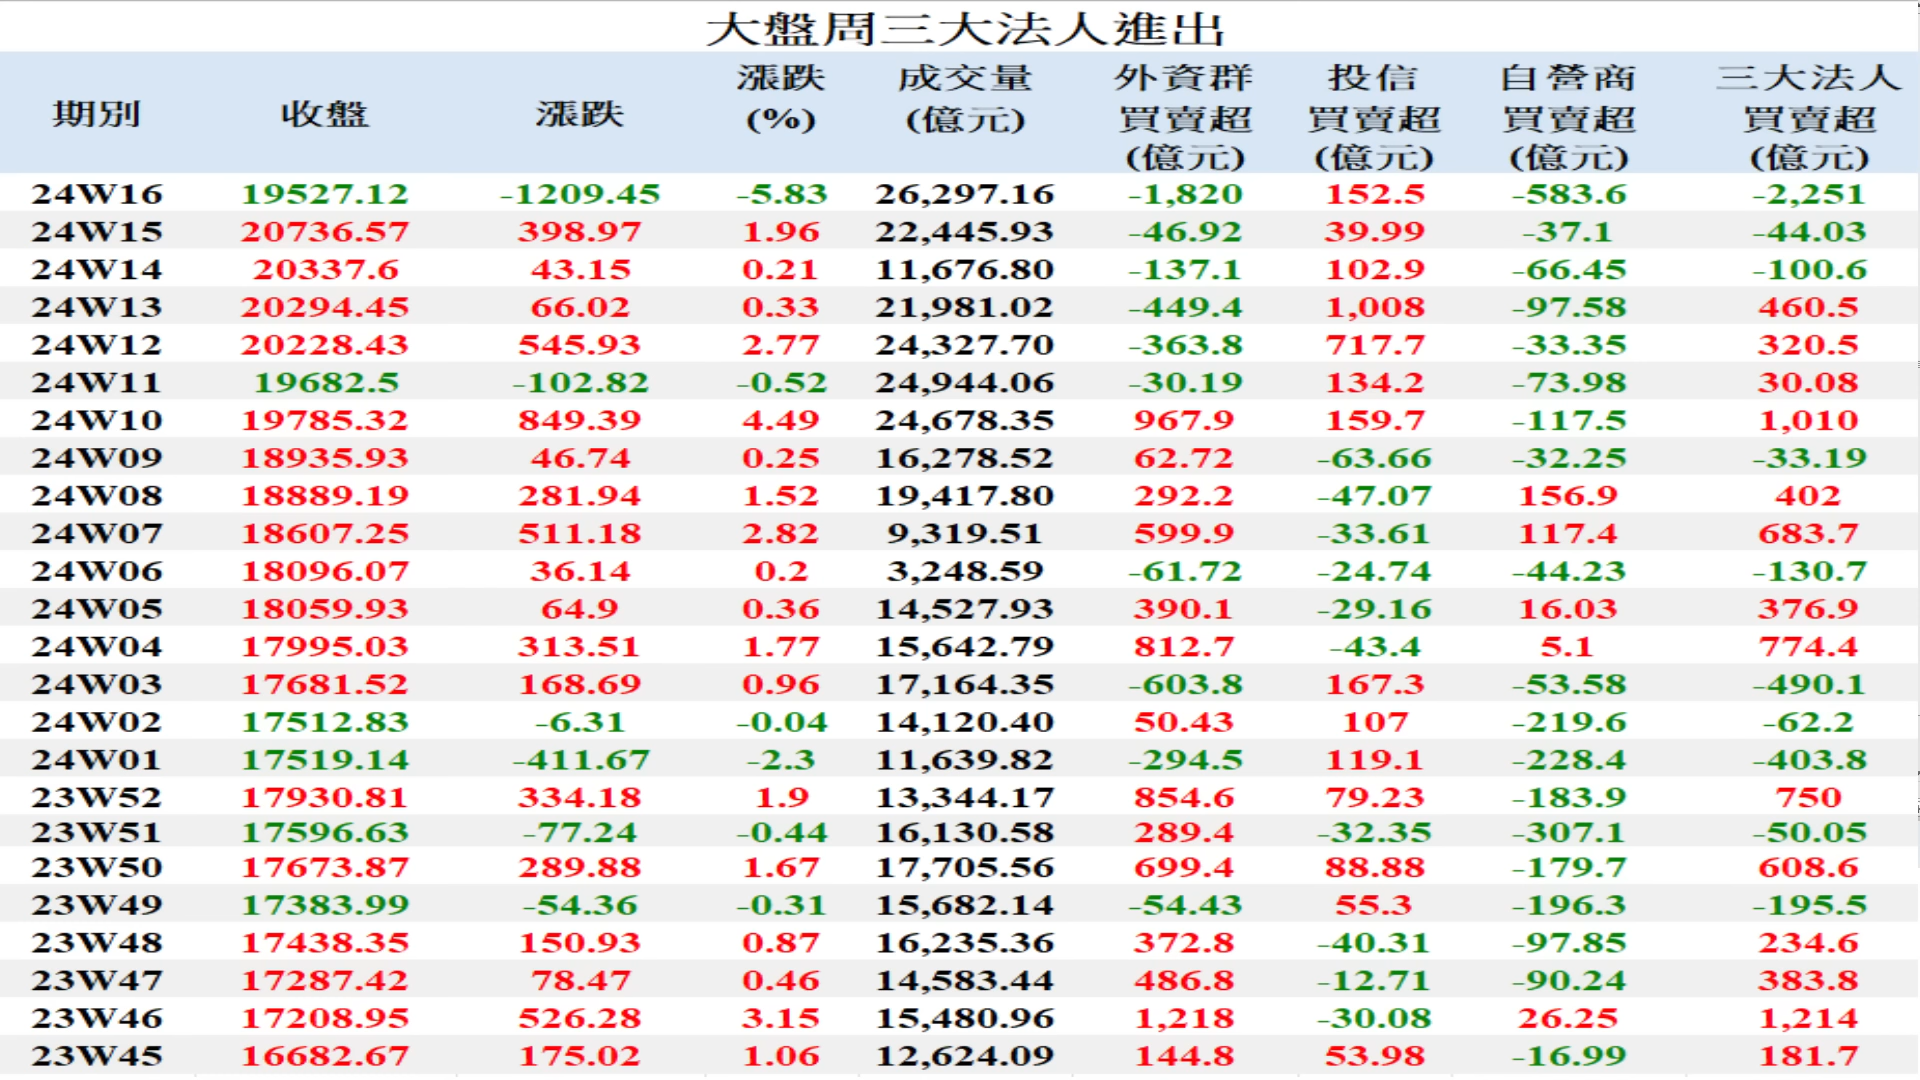 大盤周三大法人進出
期別 收盤 漲跌 漲跌(%) 成交量(億元) 外資群買賣超(億元) 投信買賣超(億元) 自營商買賣超(億元) 三大法人買賣超(億元)
24W16 19527.12 -1209.45 -5.83 26,297.16 -1,820 152.5 -583.6 -2,251
24W15 20736.57 398.97 1.96 22,445.93 -46.92 39.99 -37.1 -44.03
24W14 20337.6 43.15 0.21 11,676.80 -137.1 102.9 -66.45 -100.6
24W13 20294.45 66.02 0.33 21,981.02 -449.4 1,008 -97.58 460.5
24W12 20228.43 545.93 2.77 24,327.70 -363.8 717.7 -33.35 320.5
24W11 19682.5 -102.82 -0.52 24,944.06 -30.19 134.2 -73.98 30.08
24W10 19785.32 849.39 4.49 24,678.35 967.9 159.7 -117.5 1,010
24W09 18935.93 46.74 0.25 16,278.52 62.72 -63.66 -32.25 -33.19
24W08 18889.19 281.94 1.52 19,417.80 292.2 -47.07 156.9 402
24W07 18607.25 511.18 2.82 9,319.51 599.9 -33.61 117.4 683.7
24W06 18096.07 36.14 0.2 3,248.59 -61.72 -24.74 -44.23 -130.7
24W05 18059.93 64.9 0.36 14,527.93 390.1 -29.16 16.03 376.9
24W04 17995.03 313.51 1.77 15,642.79 812.7 -43.4 5.1 774.4
24W03 17681.52 168.69 0.96 17,164.35 -603.8 167.3 -53.58 -490.1
24W02 17512.83 -6.31 -0.04 14,120.40 50.43 107 -219.6 -62.2
24W01 17519.14 -411.67 -2.3 11,639.82 -294.5 119.1 -228.4 -403.8
23W52 17930.81 334.18 1.9 13,344.17 854.6 79.23 -183.9 750
23W51 17596.63 -77.24 -0.44 16,130.58 289.4 -32.35 -307.1 -50.05
23W50 17673.87 289.88 1.67 17,705.56 699.4 88.88 -179.7 608.6
23W49 17383.99 -54.36 -0.31 15,682.14 -54.43 55.3 -196.3 -195.5
23W48 17438.35 150.93 0.87 16,235.36 372.8 -40.31 -97.85 234.6
23W47 17287.42 78.47 0.46 14,583.44 486.8 -12.71 -90.24 383.8
23W46 17208.95 526.28 3.15 15,480.96 1,218 -30.08 26.25 1,214
23W45 16682.67 175.02 1.06 12,624.09 144.8 53.98 -16.99 181.7